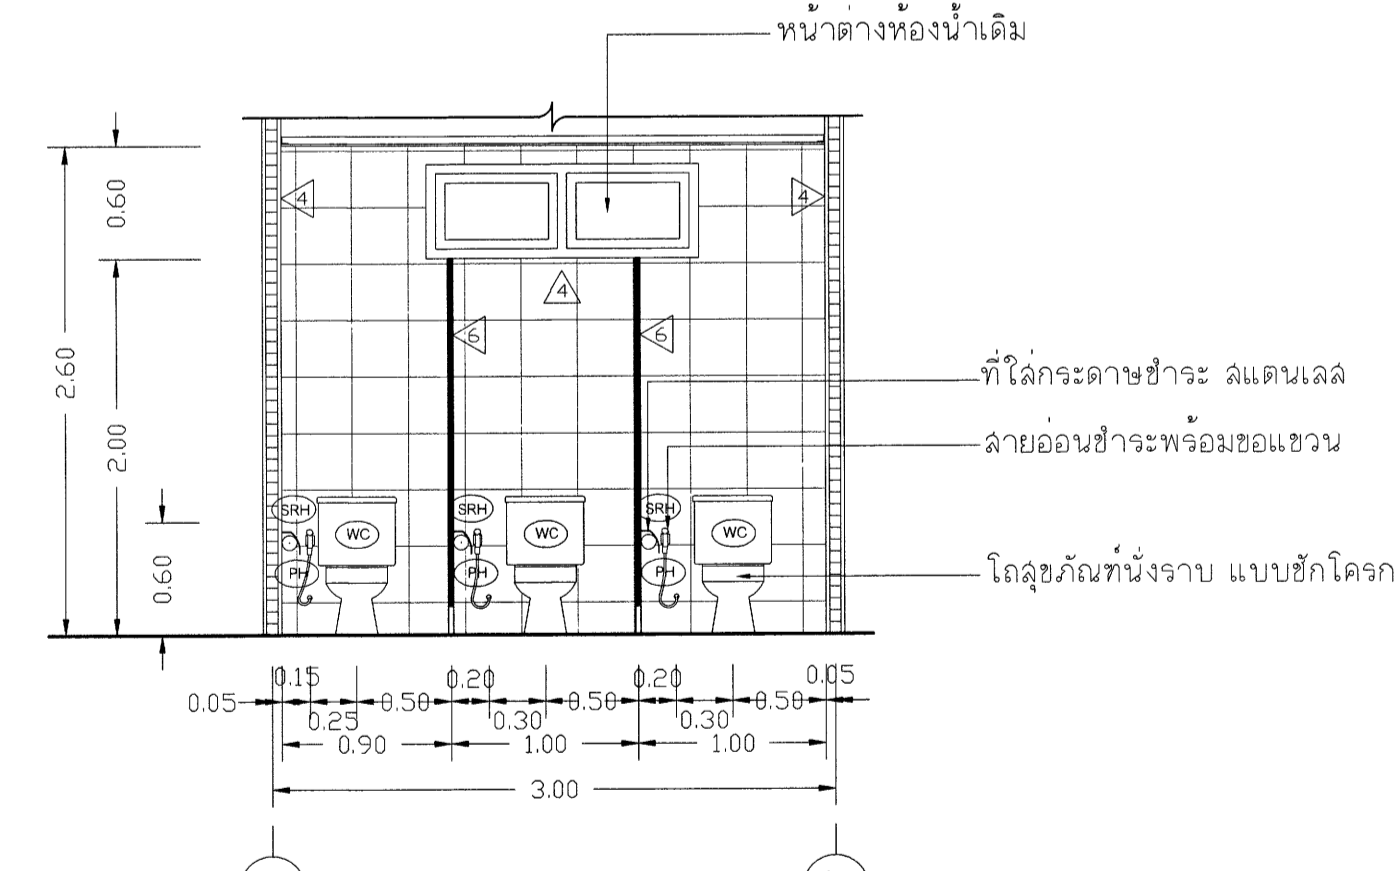 หน้าต่างห้องน้ำเดิม
0.60
4
4
4
2.60
2.00
6
6
ที่ใส่กระดาษชำระ สแตนเลส
สายอ่อนชำระพร้อมขอแขวน
SRH
WC
SRH
WC
SRH
WC
0.60
PH
PH
PH
โถสุขภัณฑ์นั่งราบ แบบชักโครก
0.15 0.20 0.20 0.05
0.05 0.50 0.50 0.50
0.25 0.30 0.30
0.90 1.00 1.00
3.00